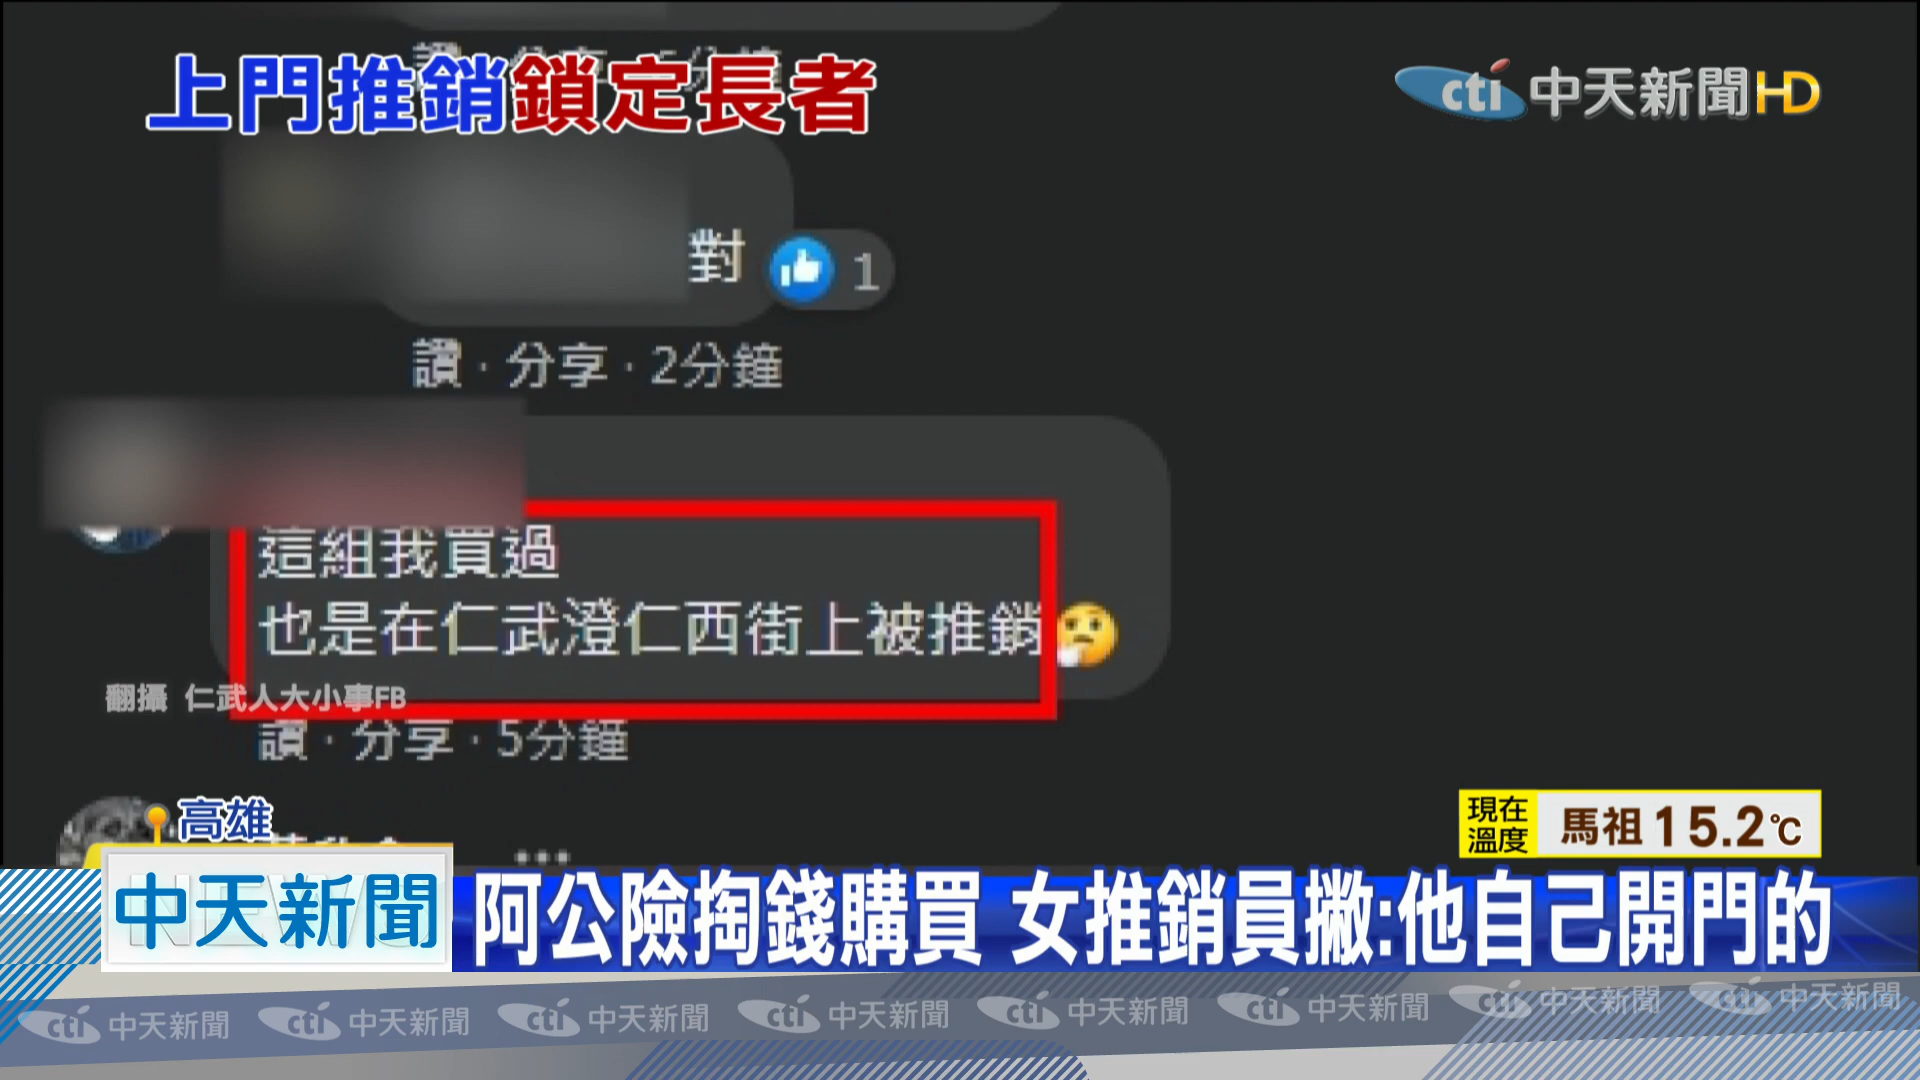 上門推銷鎖定長者
cti 中天新聞HD
對
1
讚 · 分享 · 2分鐘
這組我買過
也是在仁武澄仁西街上被推銷
翻攝 仁武人大小事FB
讚 · 分享 · 5分鐘
高雄
現在溫度
馬祖 15.2℃
中天新聞
阿公險掏錢購買 女推銷員撇:他自己開門的
cti 中天新聞 cti 中天新聞 cti 中天新聞 cti 中天新聞 cti 中天新聞 cti 中天新聞 cti 中天新聞 cti 中天新聞